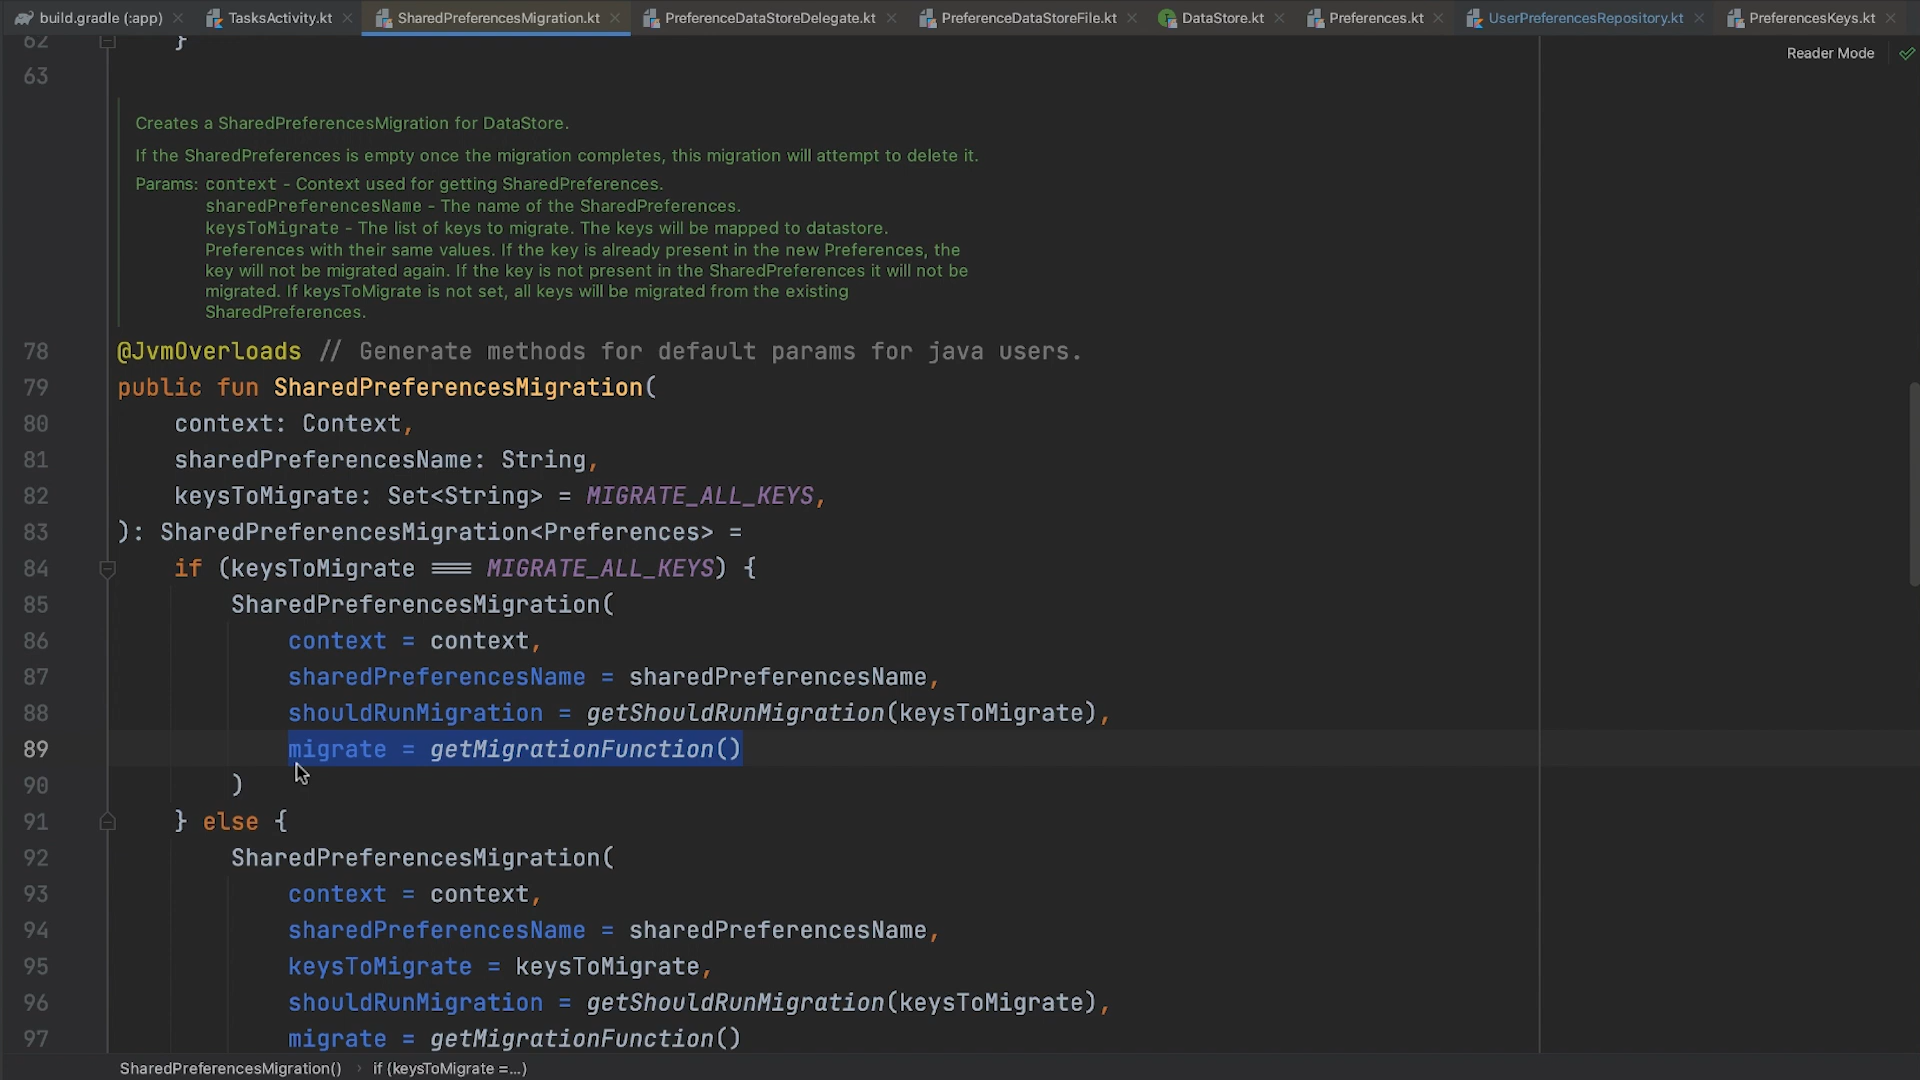 build.gradle (:app) TasksActivity.kt SharedPreferencesMigration.kt PreferenceDataStoreDelegate.kt PreferenceDataStoreFile.kt DataStore.kt Preferences.kt UserPreferencesRepository.kt PreferencesKeys.kt
62 }
Reader Mode
63
Creates a SharedPreferencesMigration for DataStore.
If the SharedPreferences is empty once the migration completes, this migration will attempt to delete it.
Params: context - Context used for getting SharedPreferences.
sharedPreferencesName - The name of the SharedPreferences.
keysToMigrate - The list of keys to migrate. The keys will be mapped to datastore.
Preferences with their same values. If the key is already present in the new Preferences, the
key will not be migrated again. If the key is not present in the SharedPreferences it will not be
migrated. If keysToMigrate is not set, all keys will be migrated from the existing
SharedPreferences.
78 @JvmOverloads // Generate methods for default params for java users.
79 public fun SharedPreferencesMigration(
80 context: Context,
81 sharedPreferencesName: String,
82 keysToMigrate: Set<String> = MIGRATE_ALL_KEYS,
83 ): SharedPreferencesMigration<Preferences> =
84 if (keysToMigrate === MIGRATE_ALL_KEYS) {
85 SharedPreferencesMigration(
86 context = context,
87 sharedPreferencesName = sharedPreferencesName,
88 shouldRunMigration = getShouldRunMigration(keysToMigrate),
89 migrate = getMigrationFunction()
90 )
91 } else {
92 SharedPreferencesMigration(
93 context = context,
94 sharedPreferencesName = sharedPreferencesName,
95 keysToMigrate = keysToMigrate,
96 shouldRunMigration = getShouldRunMigration(keysToMigrate),
97 migrate = getMigrationFunction()
SharedPreferencesMigration() › if (keysToMigrate =...)